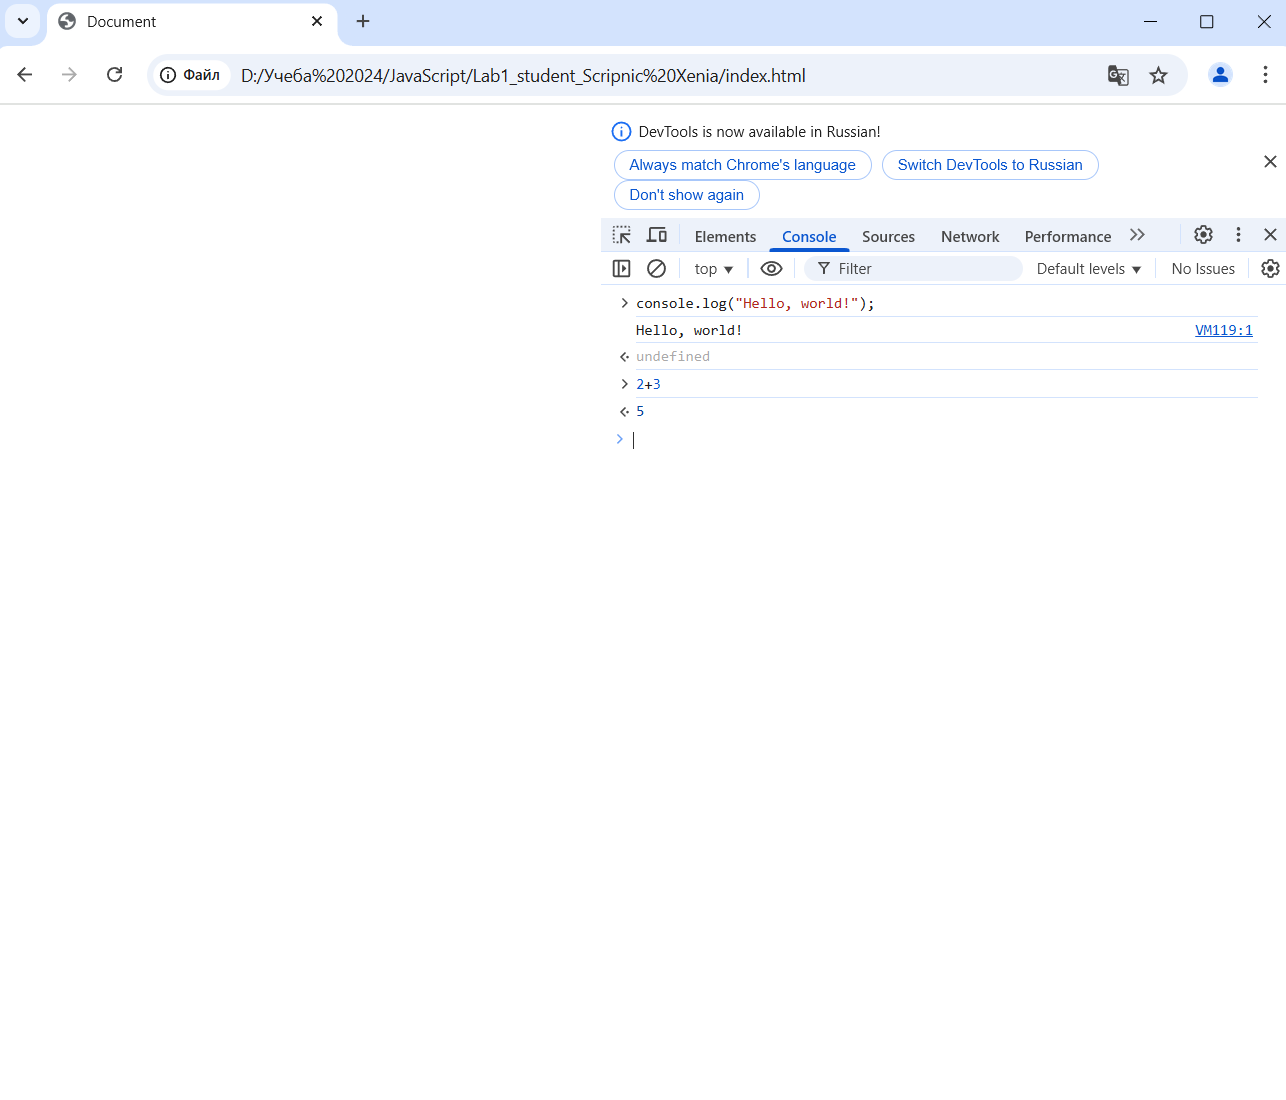 Document
Файл D:/Учеба%202024/JavaScript/Lab1_student_Scripnic%20Xenia/index.html
DevTools is now available in Russian!
Always match Chrome's language Switch DevTools to Russian
Don't show again
Elements Console Sources Network Performance
top Filter Default levels No Issues
console.log("Hello, world!");
Hello, world! VM119:1
undefined
2+3
5